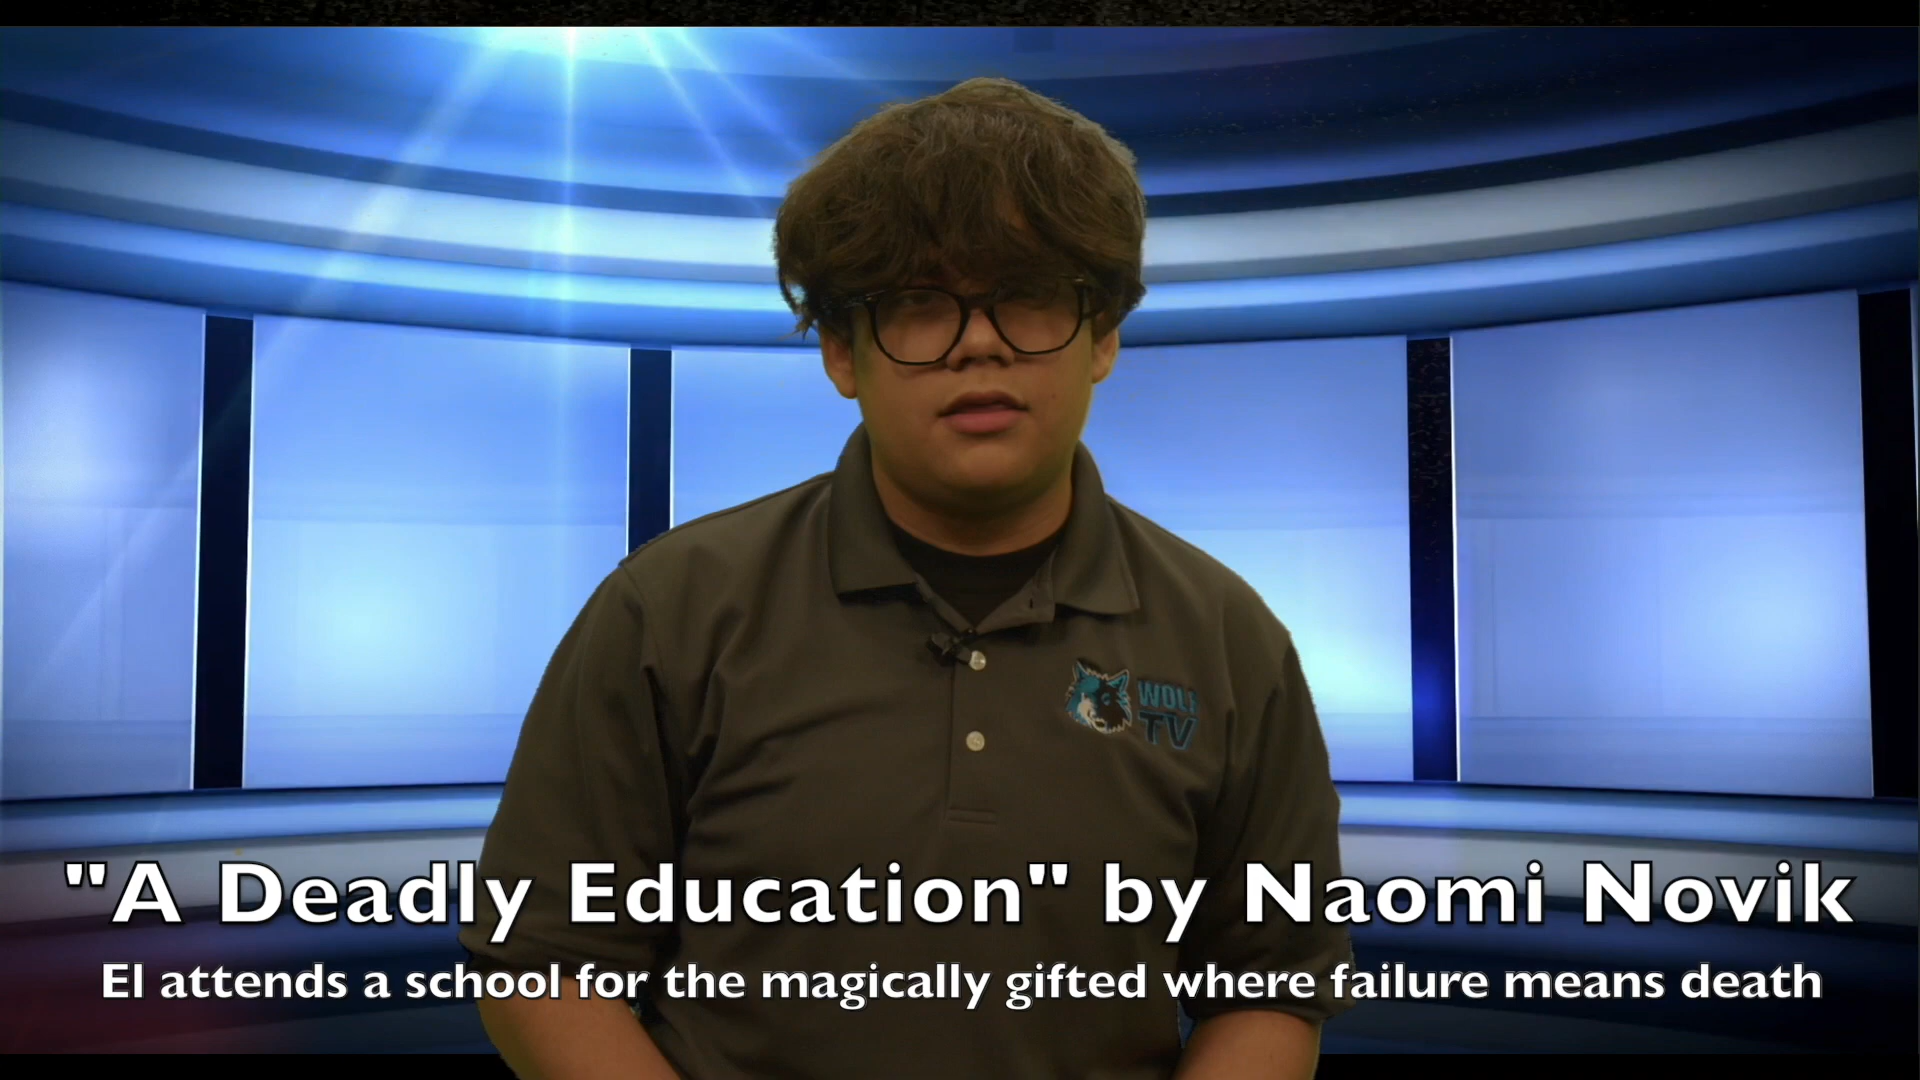 WOLF
TV
"A Deadly Education" by Naomi Novik
El attends a school for the magically gifted where failure means death